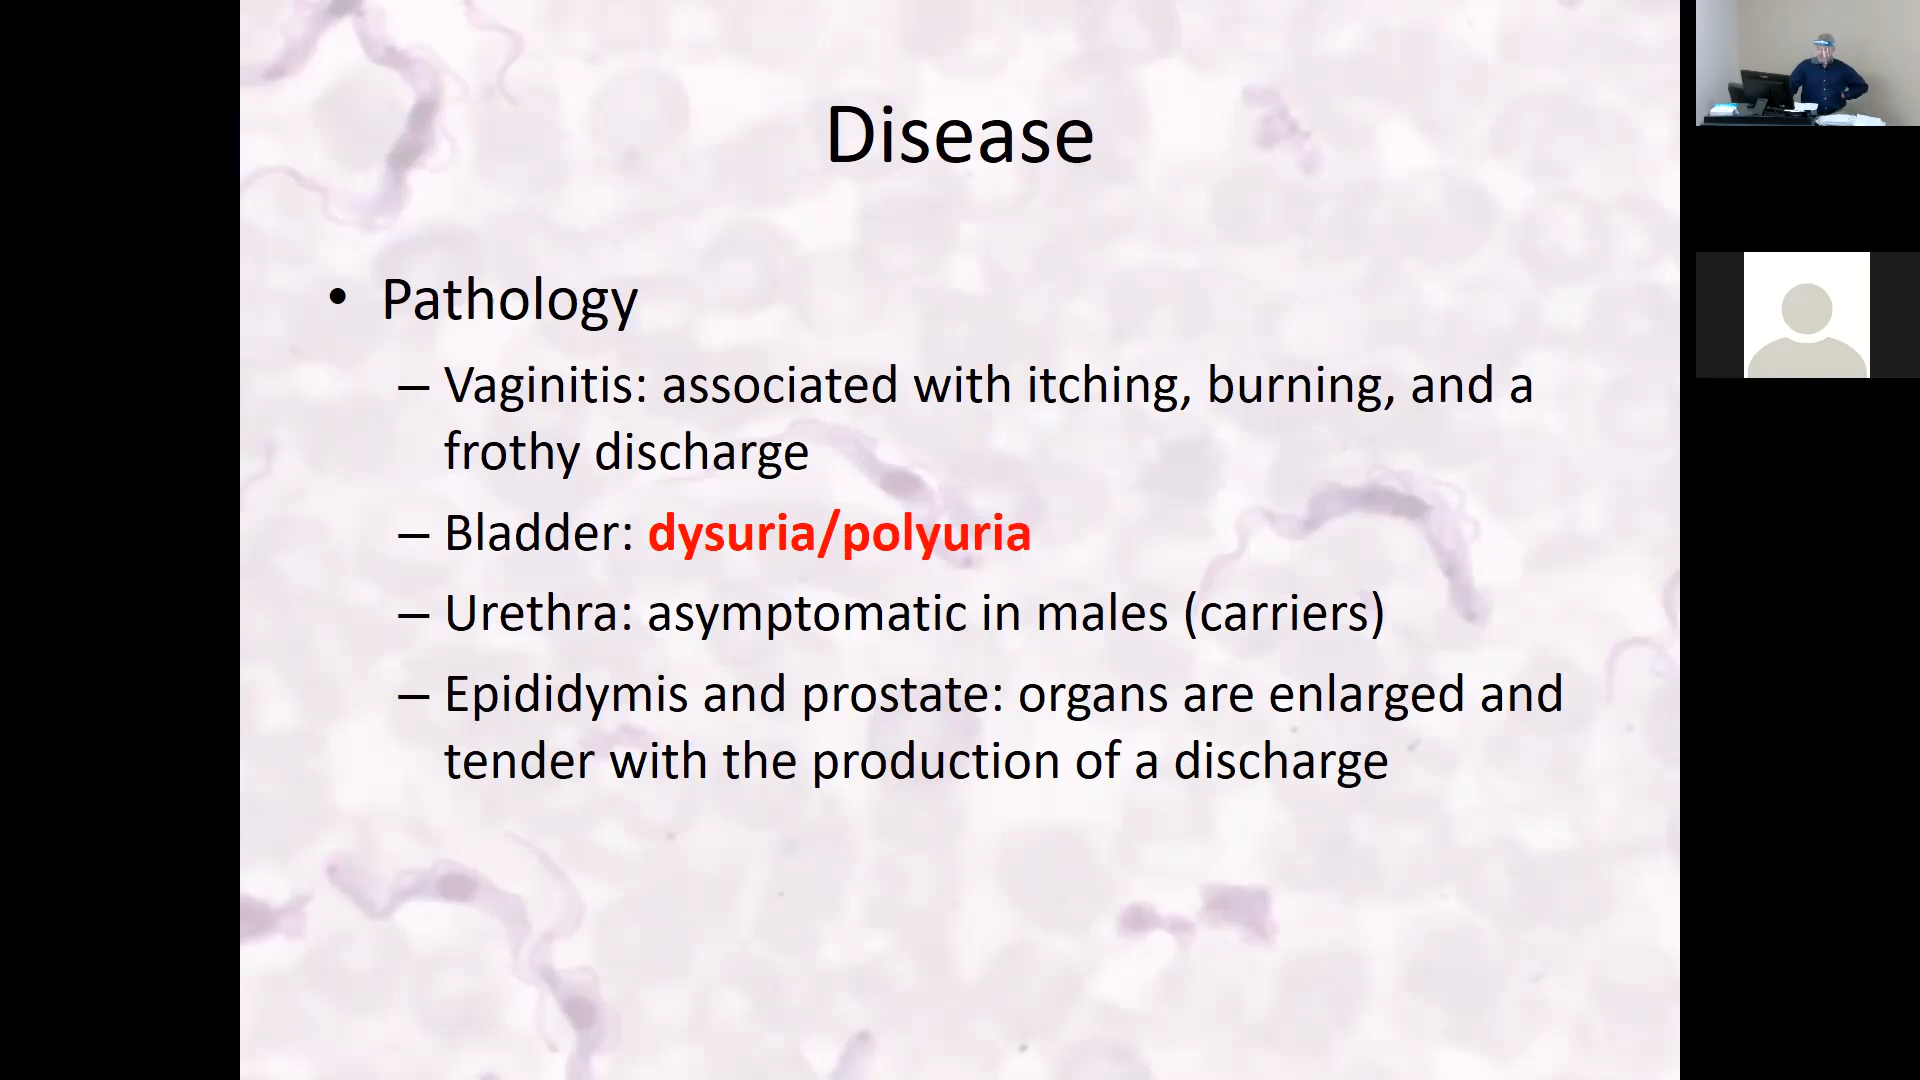 Disease
• Pathology
– Vaginitis: associated with itching, burning, and a
frothy discharge
– Bladder: dysuria/polyuria
– Urethra: asymptomatic in males (carriers)
– Epididymis and prostate: organs are enlarged and
tender with the production of a discharge